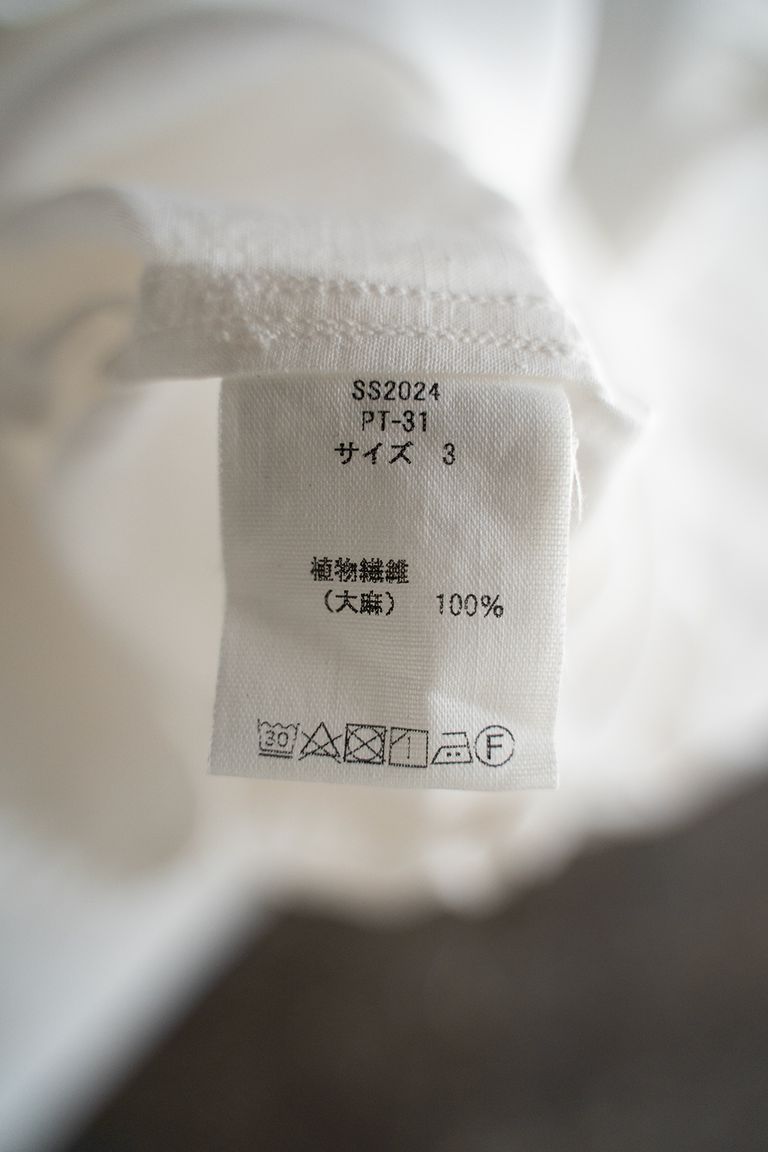 SS2024
PT-31
サイズ 3
植物繊維
（大麻） 100%
30 F